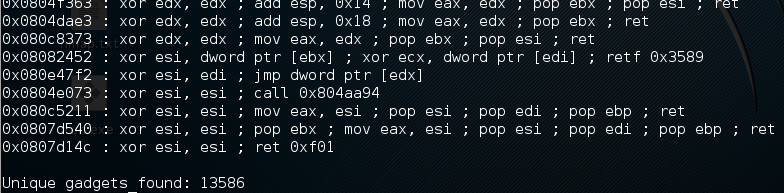 0x0804f363 : xor edx, edx ; add esp, 0x14 ; mov eax, edx ; pop ebx ; pop esi ; ret
0x0804dae3 : xor edx, edx ; add esp, 0x18 ; mov eax, edx ; pop ebx ; ret
0x080c8373 : xor edx, edx ; mov eax, edx ; pop ebx ; pop esi ; ret
0x08082452 : xor esi, dword ptr [ebx] ; xor ecx, dword ptr [edi] ; retf 0x3589
0x080e47f2 : xor esi, edi ; jmp dword ptr [edx]
0x0804e073 : xor esi, esi ; call 0x804aa94
0x080c5211 : xor esi, esi ; mov eax, esi ; pop esi ; pop edi ; pop ebp ; ret
0x0807d540 : xor esi, esi ; pop ebx ; mov eax, esi ; pop esi ; pop edi ; pop ebp ; ret
0x0807d14c : xor esi, esi ; ret 0xf01
Unique gadgets found: 13586